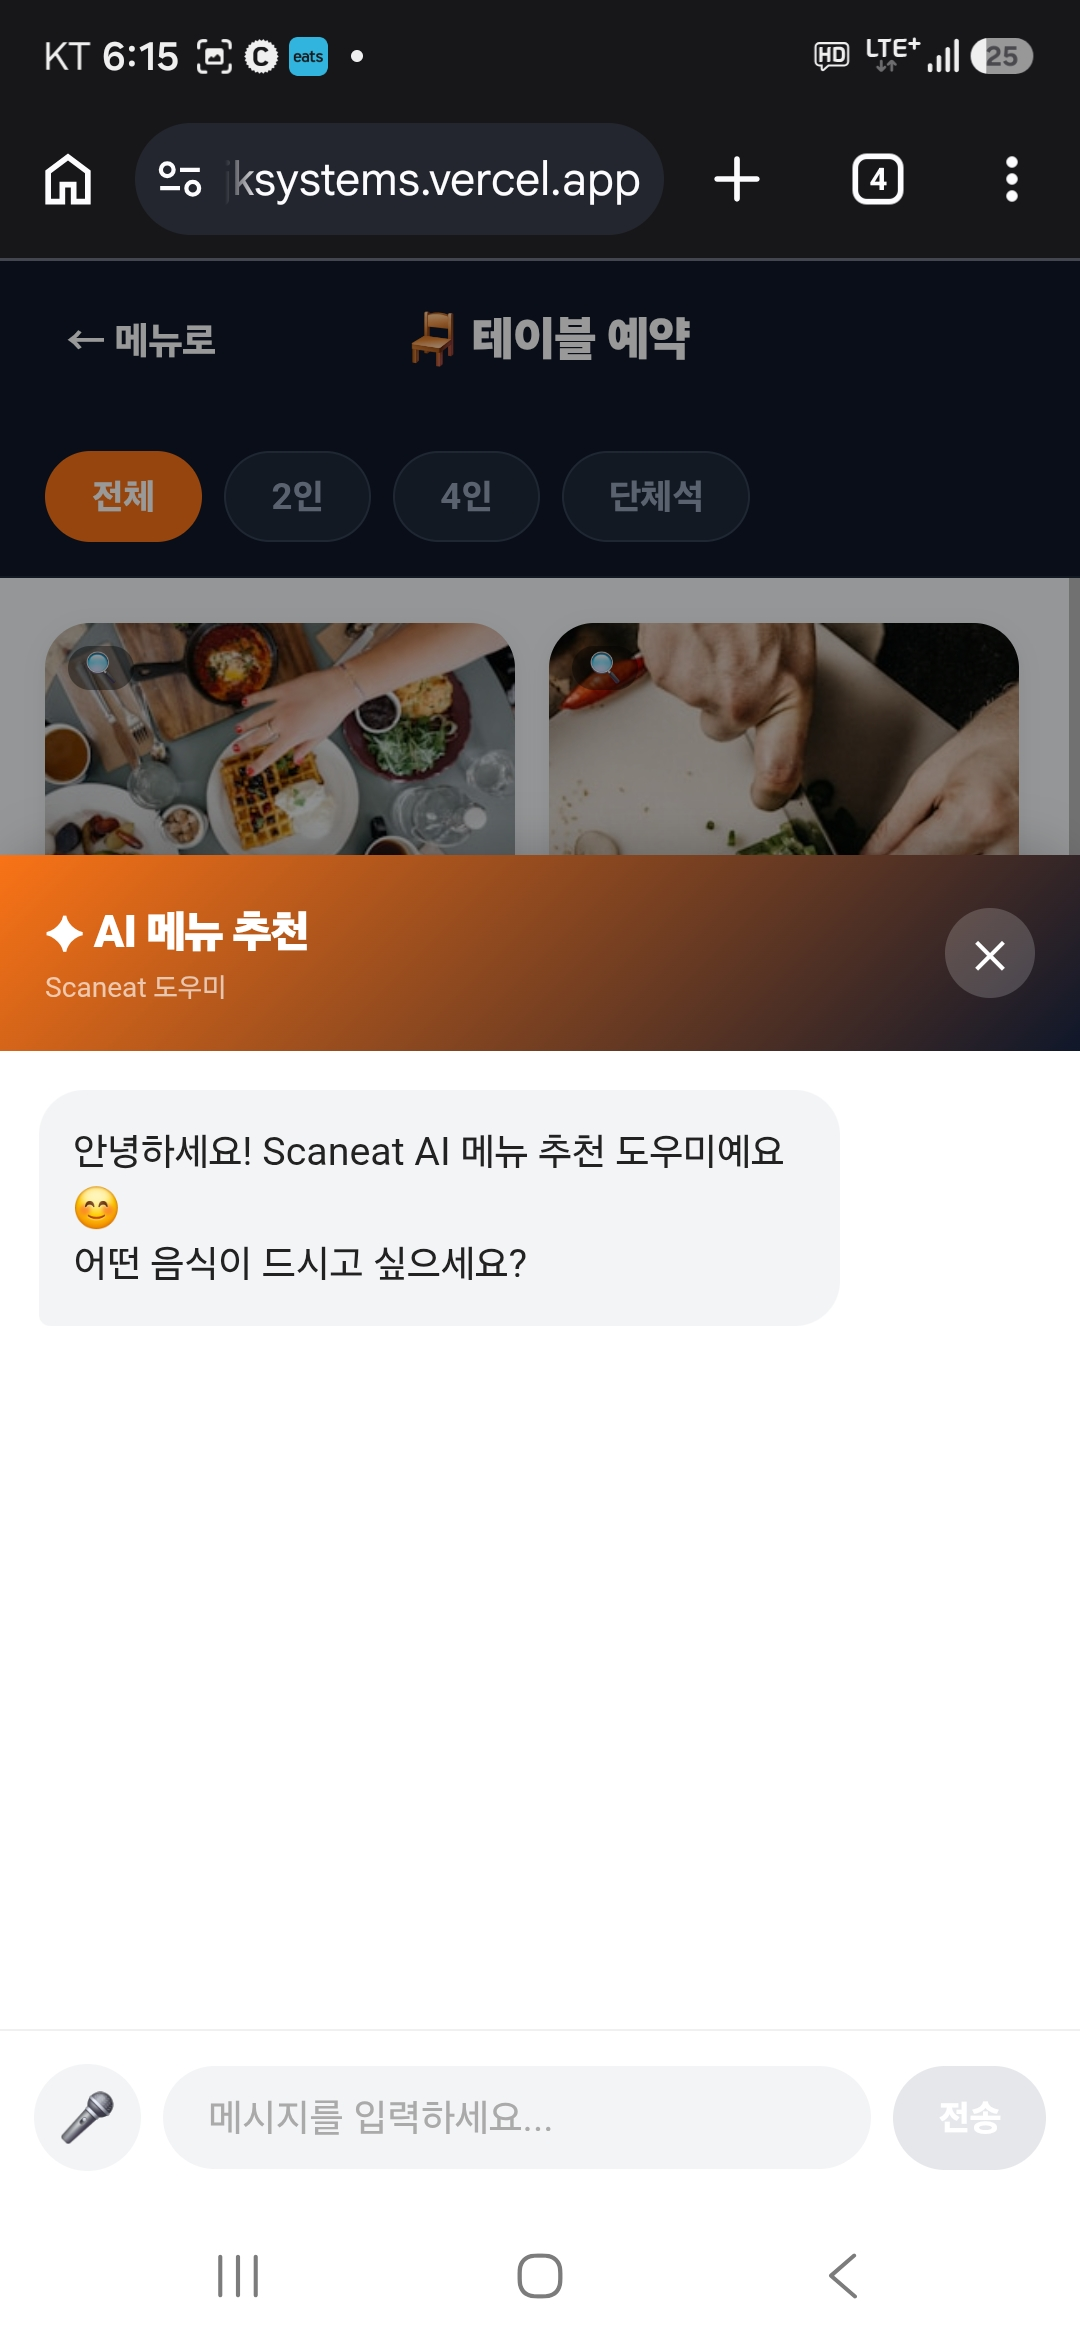 KT 6:15 C eats HD LTE+ 25
ksystems.vercel.app 4
← 메뉴로 테이블 예약
전체 2인 4인 단체석
AI 메뉴 추천
Scaneat 도우미
안녕하세요! Scaneat AI 메뉴 추천 도우미예요
어떤 음식이 드시고 싶으세요?
메시지를 입력하세요... 전송